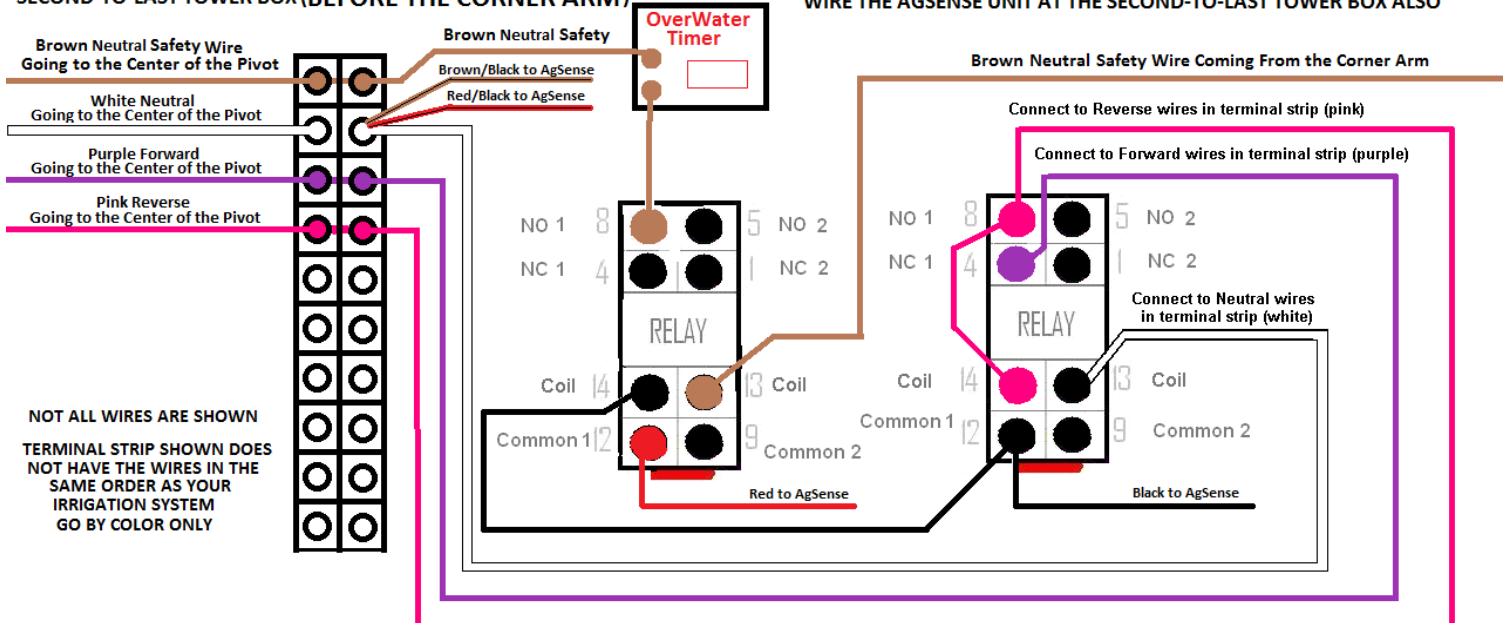 SECOND-TO-LAST TOWER BOX (BEFORE THE CORNER ARM)
WIRE THE AGSENSE UNIT AT THE SECOND-TO-LAST TOWER BOX ALSO
OverWater
Timer
Brown Neutral Safety Wire
Going to the Center of the Pivot
Brown Neutral Safety
Brown/Black to AgSense
Red/Black to AgSense
White Neutral
Going to the Center of the Pivot
Purple Forward
Going to the Center of the Pivot
Pink Reverse
Going to the Center of the Pivot
Brown Neutral Safety Wire Coming From the Corner Arm
Connect to Reverse wires in terminal strip (pink)
Connect to Forward wires in terminal strip (purple)
NO 1 8 5 NO 2
NC 1 4 1 NC 2
RELAY
Coil 14 13 Coil
Common 1 12 9 Common 2
Red to AgSense
NO 1 8 5 NO 2
NC 1 4 1 NC 2
Connect to Neutral wires
in terminal strip (white)
RELAY
Coil 14 13 Coil
Common 1 12 9 Common 2
Black to AgSense
NOT ALL WIRES ARE SHOWN
TERMINAL STRIP SHOWN DOES
NOT HAVE THE WIRES IN THE
SAME ORDER AS YOUR
IRRIGATION SYSTEM
GO BY COLOR ONLY